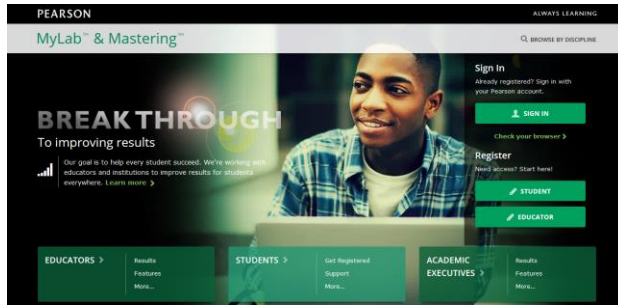 PEARSON
ALWAYS LEARNING
MyLab™ & Mastering™
BROWSE BY DISCIPLINE
BREAKTHROUGH
To improving results
Our goal is to help every student succeed. We're working with
educators and institutions to improve results for students
everywhere. Learn more >
Sign In
Already registered? Sign in with
your Pearson account.
SIGN IN
Check your browser >
Register
Need access? Start here!
STUDENT
EDUCATOR
EDUCATORS >
Results
Features
More...
STUDENTS >
Get Registered
Support
More...
ACADEMIC
EXECUTIVES >
Results
Features
More...